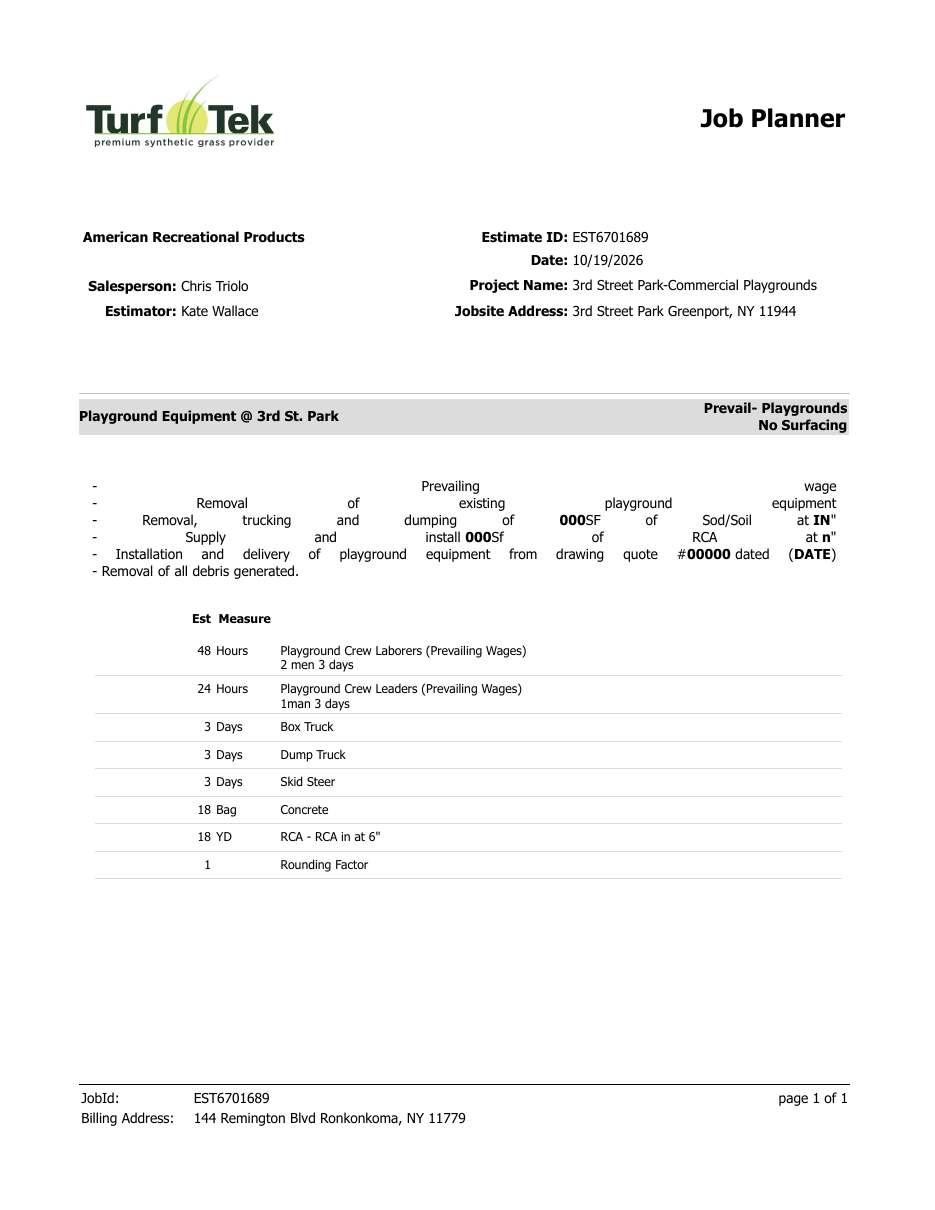 Turf Tek
premium synthetic grass provider
Job Planner
American Recreational Products
Estimate ID: EST6701689
Date: 10/19/2026
Salesperson: Chris Triolo
Project Name: 3rd Street Park-Commercial Playgrounds
Estimator: Kate Wallace
Jobsite Address: 3rd Street Park Greenport, NY 11944
Playground Equipment @ 3rd St. Park
Prevail- Playgrounds
No Surfacing
- Prevailing wage
- Removal of existing playground equipment
- Removal, trucking and dumping of 000SF of Sod/Soil at IN"
- Supply and install 000Sf of RCA at n"
- Installation and delivery of playground equipment from drawing quote #00000 dated (DATE)
- Removal of all debris generated.
Est Measure
48 Hours Playground Crew Laborers (Prevailing Wages)
2 men 3 days
24 Hours Playground Crew Leaders (Prevailing Wages)
1man 3 days
3 Days Box Truck
3 Days Dump Truck
3 Days Skid Steer
18 Bag Concrete
18 YD RCA - RCA in at 6"
1 Rounding Factor
JobId: EST6701689
page 1 of 1
Billing Address: 144 Remington Blvd Ronkonkoma, NY 11779